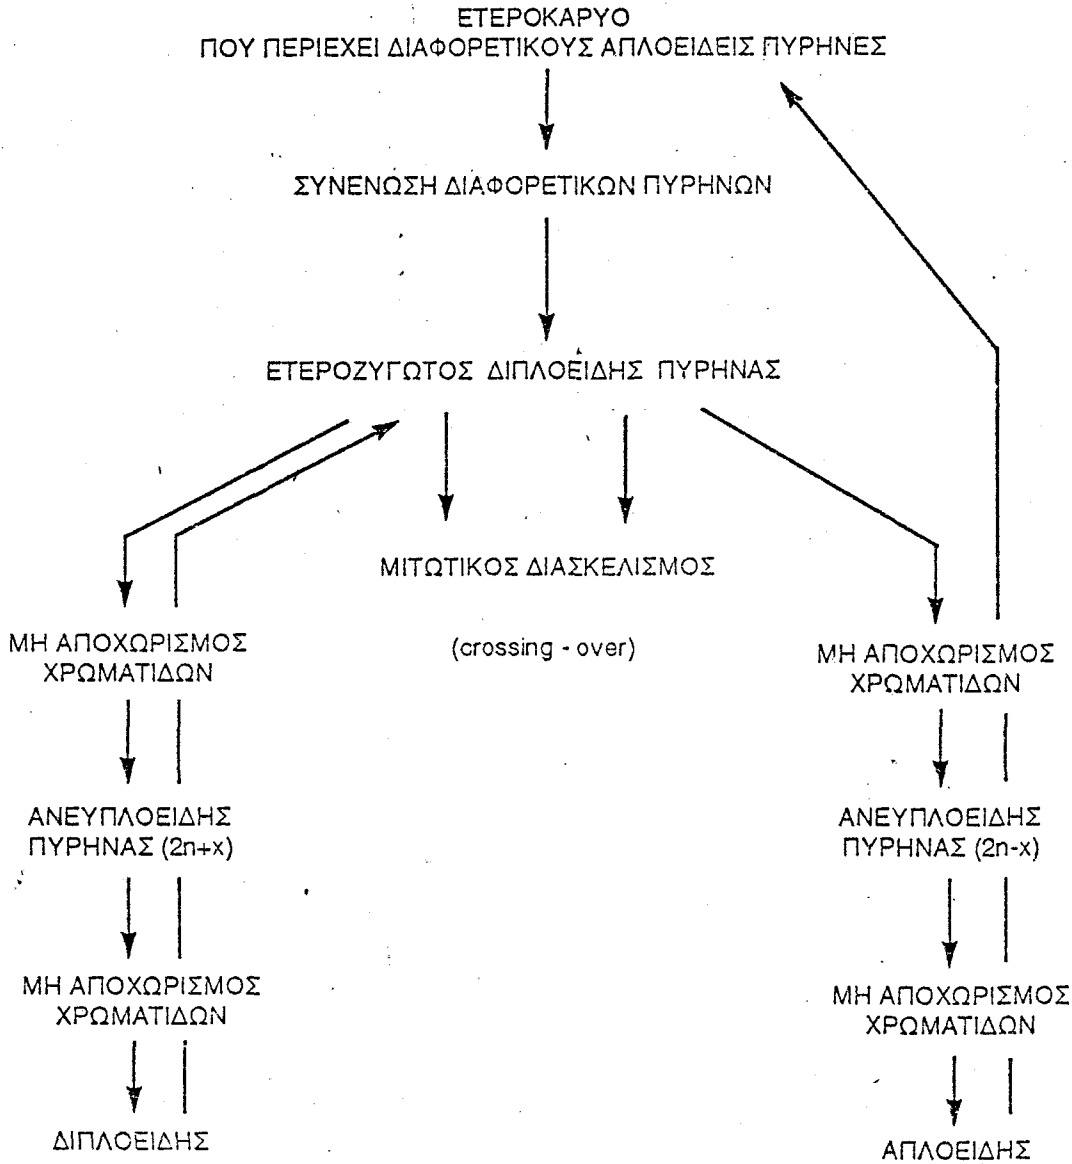 ΕΤΕΡΟΚΑΡΥΟ
ΠΟΥ ΠΕΡΙΕΧΕΙ ΔΙΑΦΟΡΕΤΙΚΟΥΣ ΑΠΛΟΕΙΔΕΙΣ ΠΥΡΗΝΕΣ
ΣΥΝΕΝΩΣΗ ΔΙΑΦΟΡΕΤΙΚΩΝ ΠΥΡΗΝΩΝ
ΕΤΕΡΟΖΥΓΩΤΟΣ ΔΙΠΛΟΕΙΔΗΣ ΠΥΡΗΝΑΣ
ΜΙΤΩΤΙΚΟΣ ΔΙΑΣΚΕΛΙΣΜΟΣ
(crossing - over)
ΜΗ ΑΠΟΧΩΡΙΣΜΟΣ
ΧΡΩΜΑΤΙΔΩΝ
ΑΝΕΥΠΛΟΕΙΔΗΣ
ΠΥΡΗΝΑΣ (2n+x)
ΜΗ ΑΠΟΧΩΡΙΣΜΟΣ
ΧΡΩΜΑΤΙΔΩΝ
ΔΙΠΛΟΕΙΔΗΣ
ΜΗ ΑΠΟΧΩΡΙΣΜΟΣ
ΧΡΩΜΑΤΙΔΩΝ
ΑΝΕΥΠΛΟΕΙΔΗΣ
ΠΥΡΗΝΑΣ (2n-x)
ΜΗ ΑΠΟΧΩΡΙΣΜΟΣ
ΧΡΩΜΑΤΙΔΩΝ
ΑΠΛΟΕΙΔΗΣ